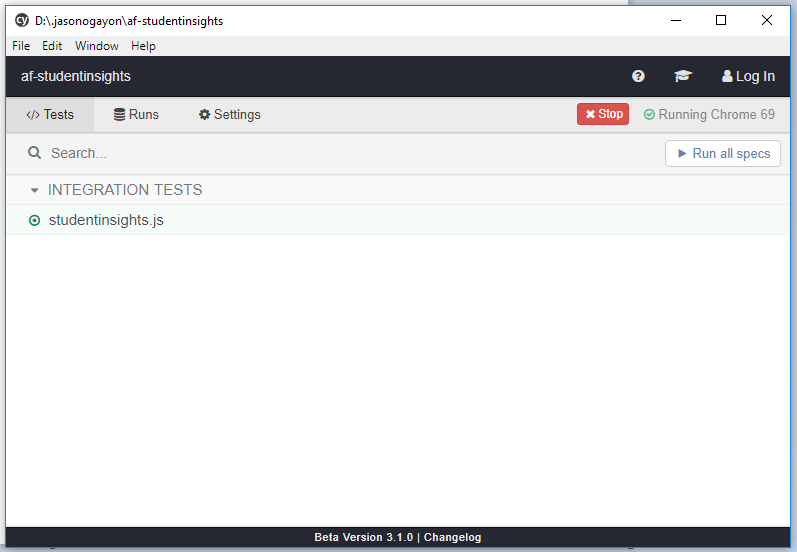 cy D:\.jasonogayon\af-studentinsights
File Edit Window Help
af-studentinsights ? Log In
</> Tests Runs Settings Stop Running Chrome 69
Search... Run all specs
INTEGRATION TESTS
studentinsights.js
Beta Version 3.1.0 | Changelog